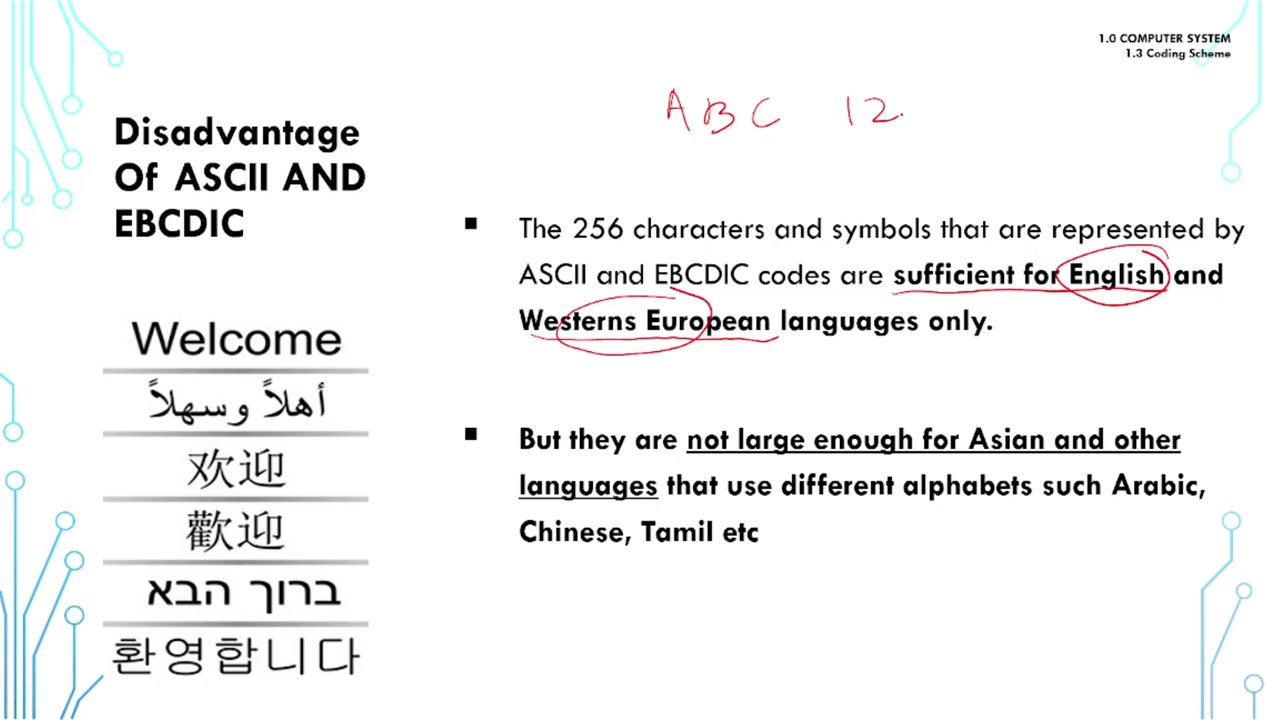 1.0 COMPUTER SYSTEM
1.3 Coding Scheme
A B C 12.
Disadvantage
Of ASCII AND
EBCDIC
Welcome
أهلاً وسهلاً
欢迎
歡迎
ברוך הבא
환영합니다
▪ The 256 characters and symbols that are represented by
ASCII and EBCDIC codes are sufficient for English and
Westerns European languages only.
▪ But they are not large enough for Asian and other
languages that use different alphabets such Arabic,
Chinese, Tamil etc